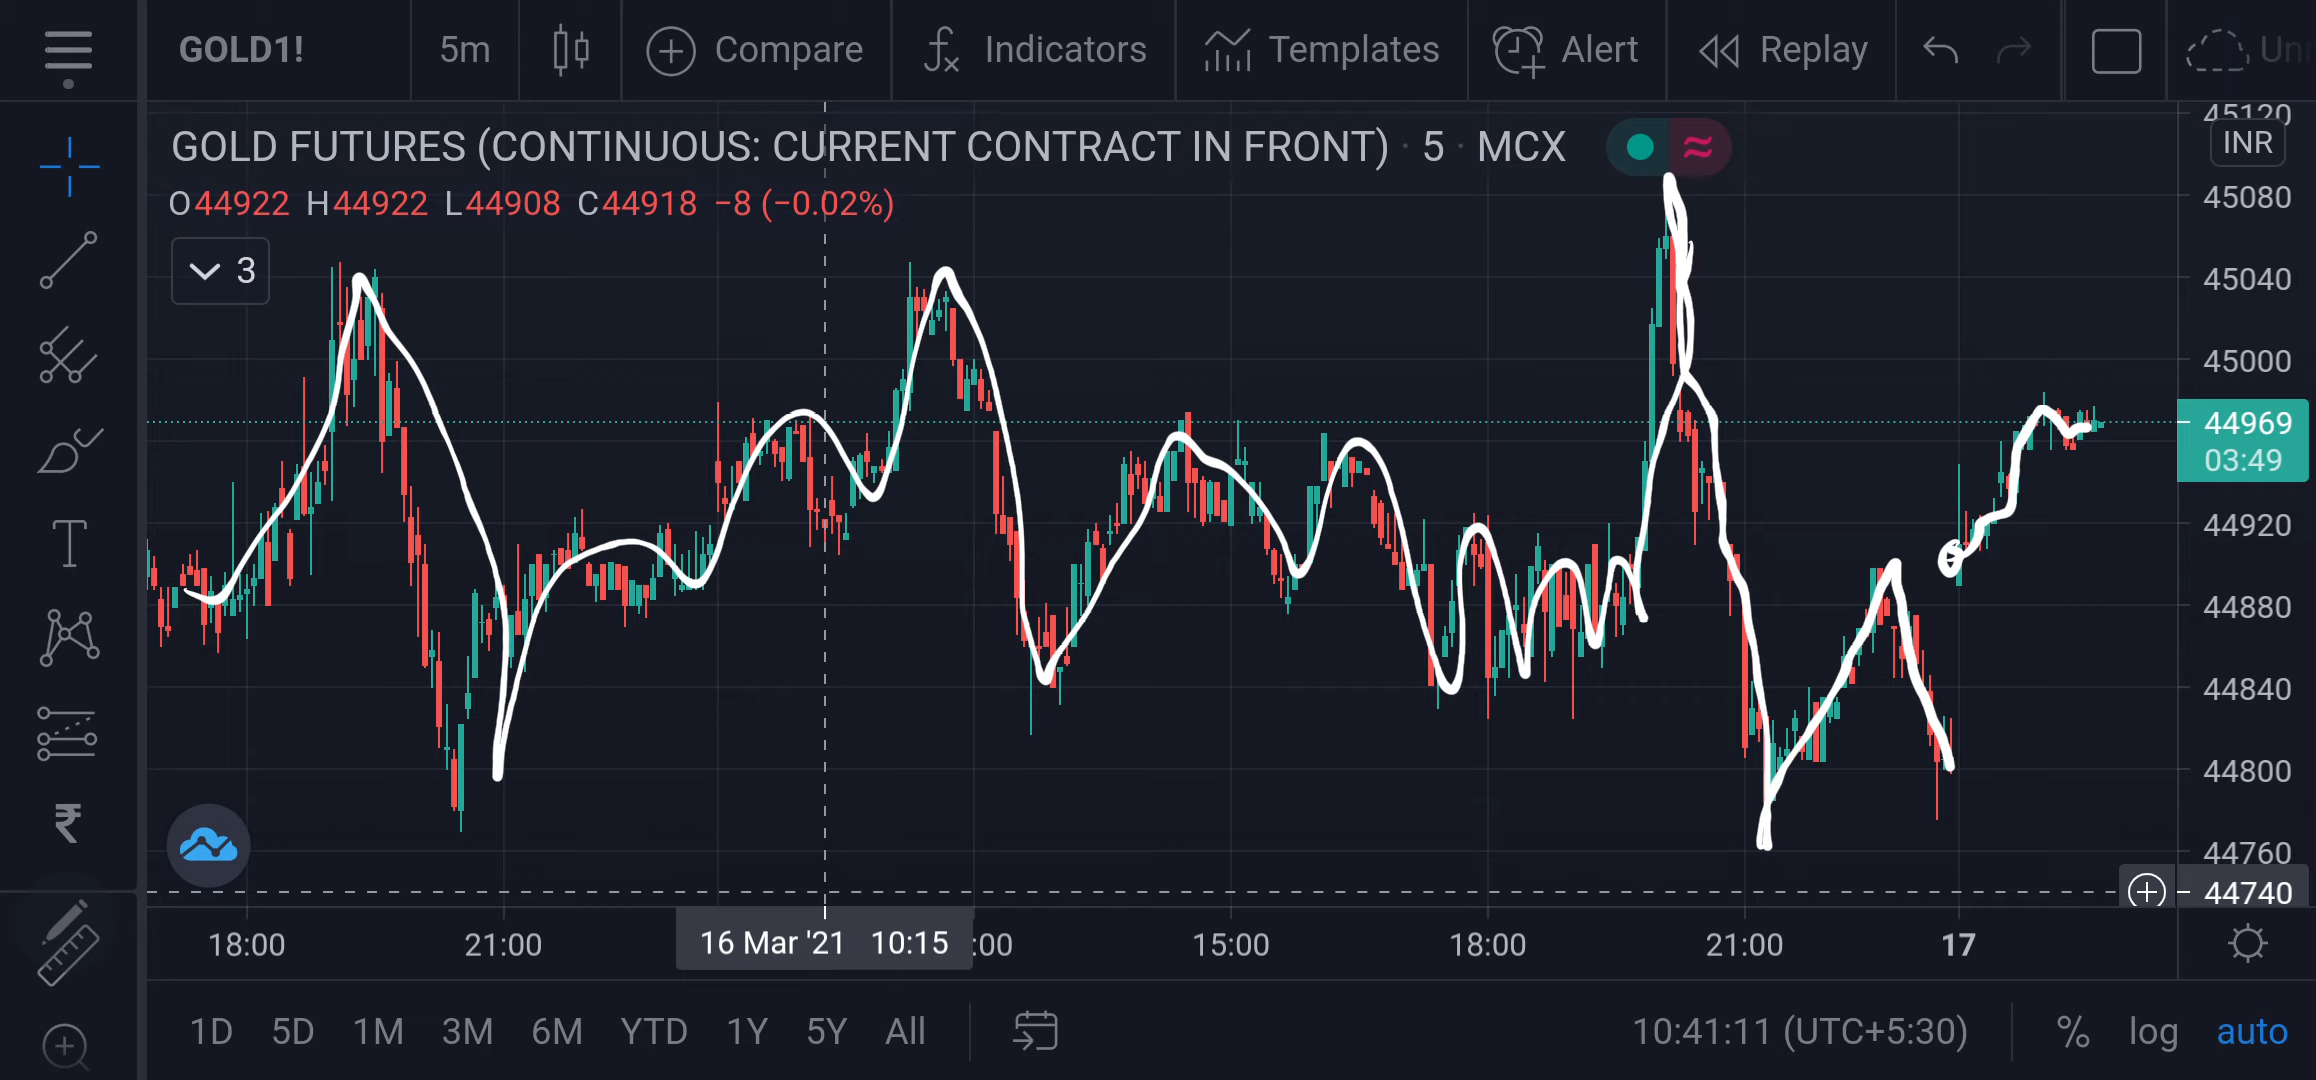 GOLD1! 5m Compare Indicators Templates Alert Replay
GOLD FUTURES (CONTINUOUS: CURRENT CONTRACT IN FRONT) · 5 · MCX
O44922 H44922 L44908 C44918 −8 (−0.02%)
3
45120
INR
45080
45040
45000
44969
03:49
44920
44880
44840
44800
44760
44740
18:00 21:00 16 Mar '21 10:15 :00 15:00 18:00 21:00 17
1D 5D 1M 3M 6M YTD 1Y 5Y All 10:41:11 (UTC+5:30) % log auto